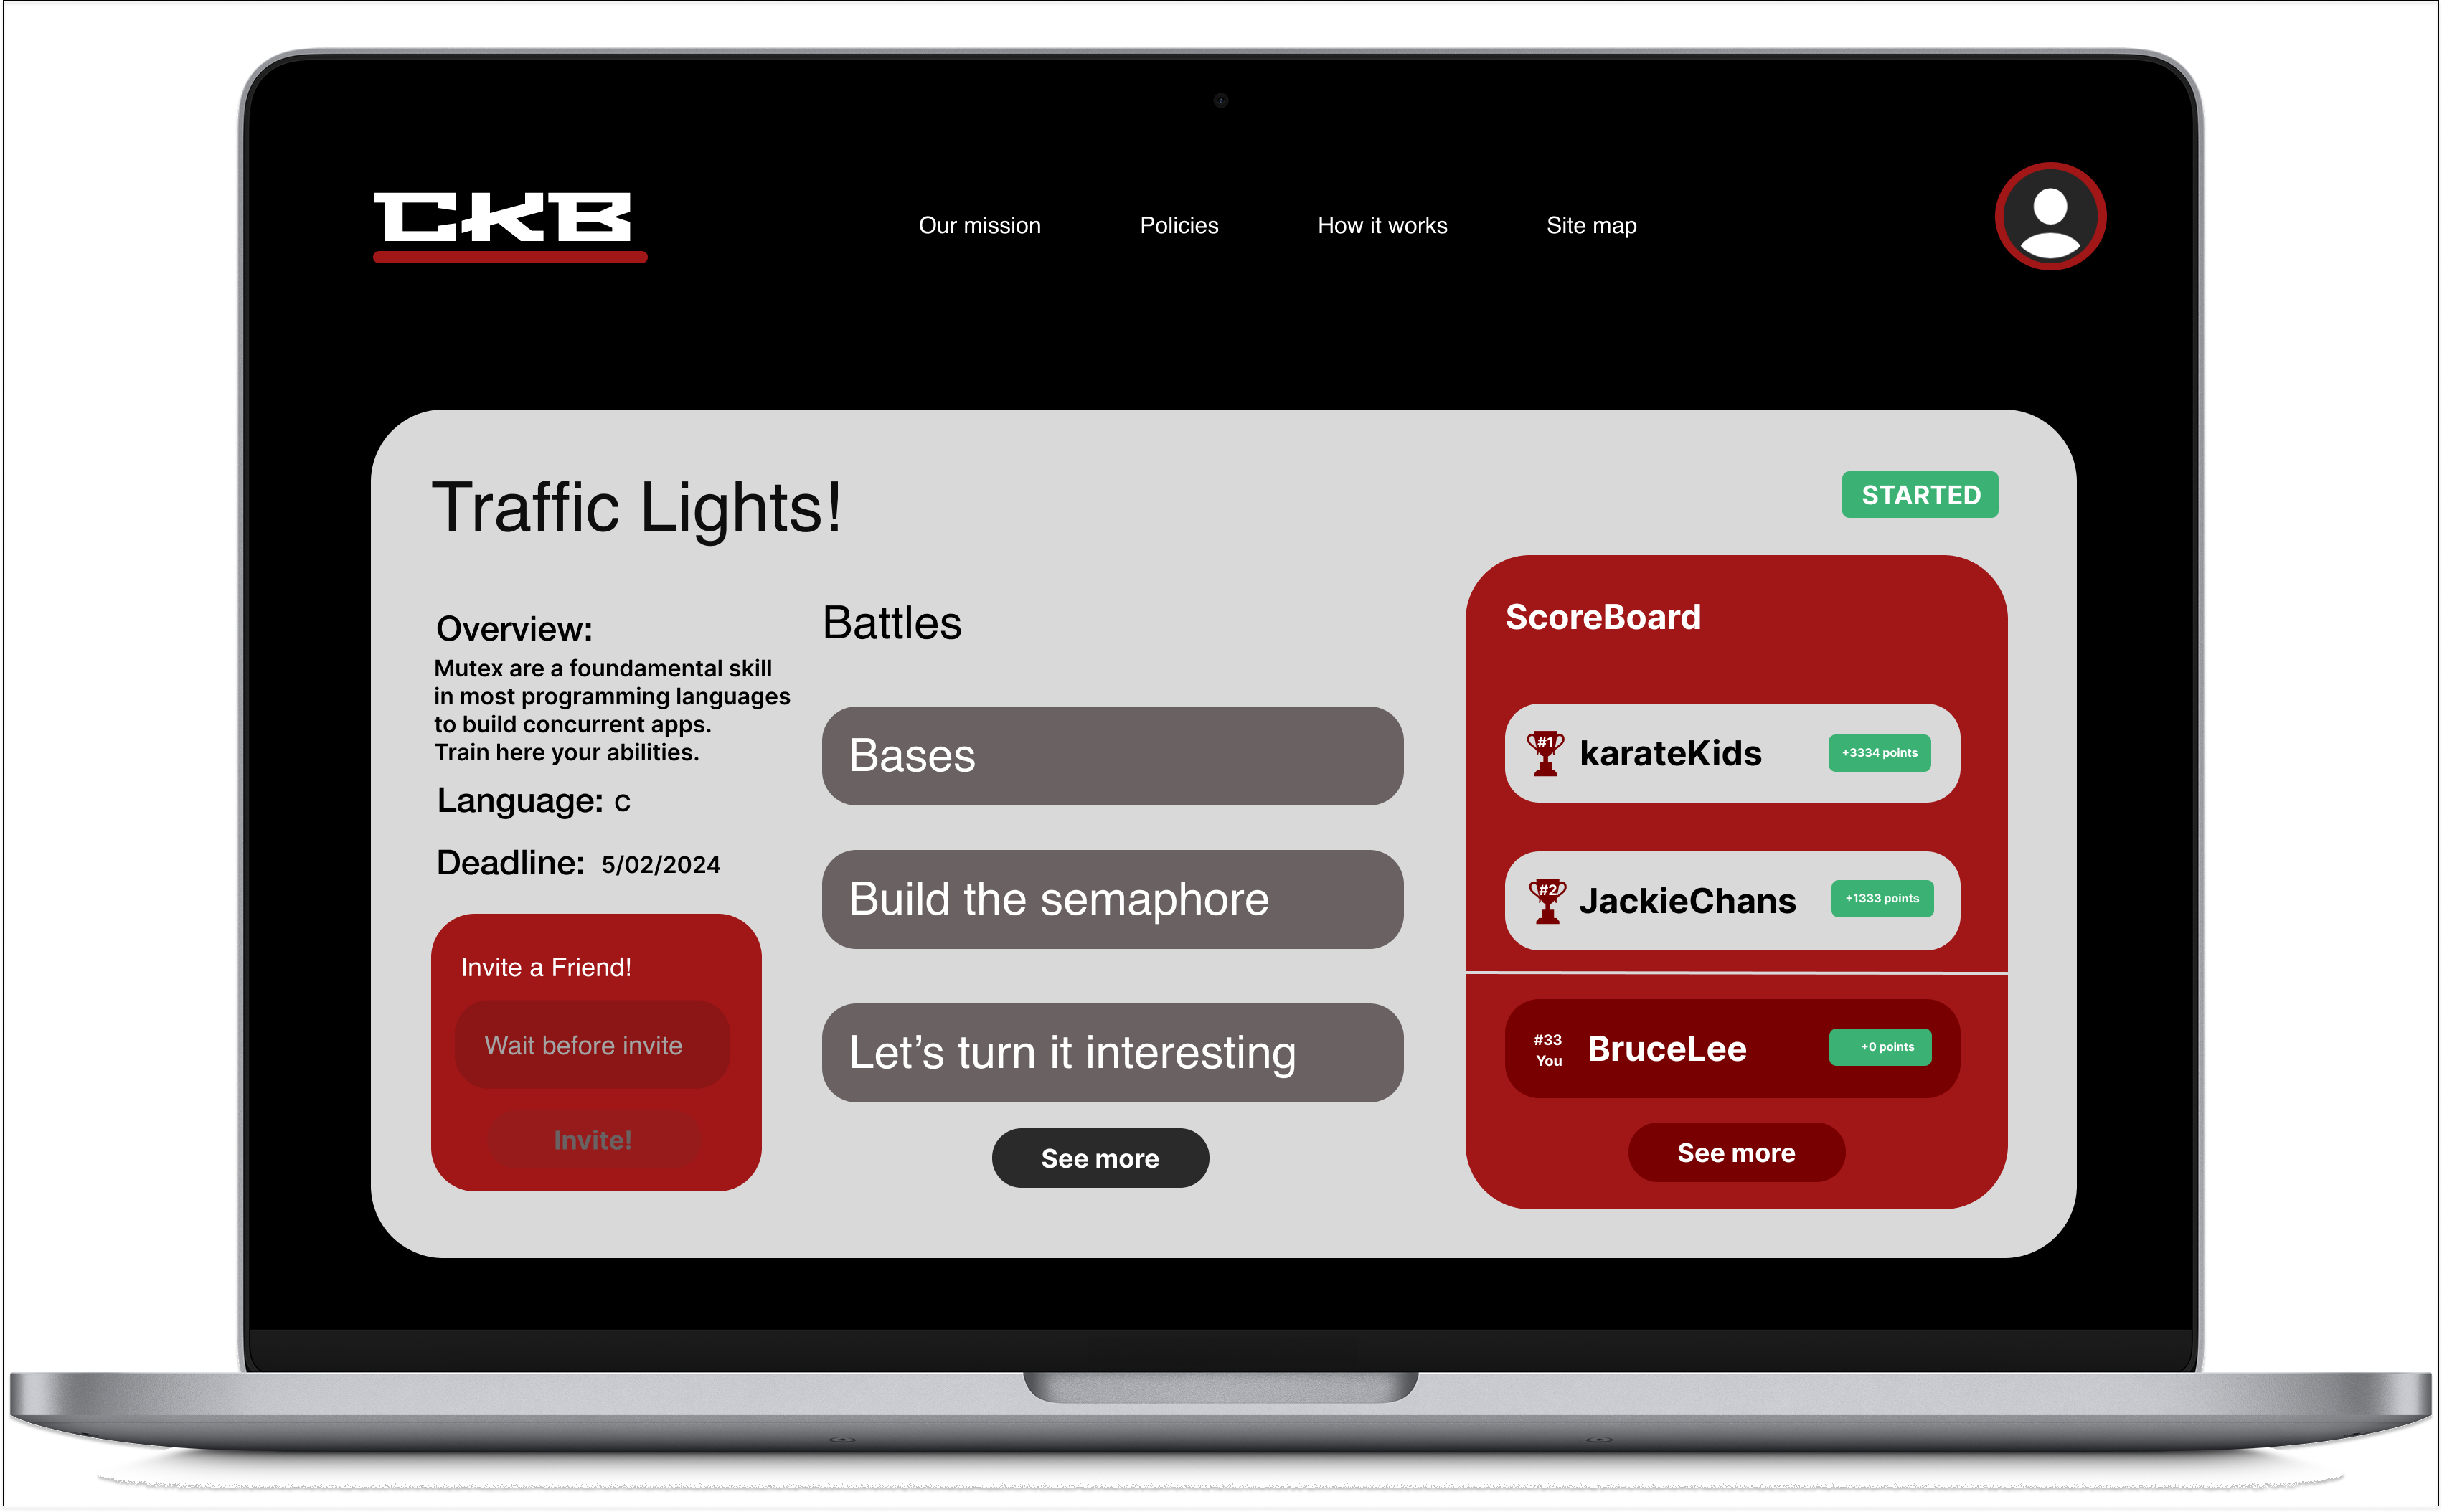 CKB
Our mission
Policies
How it works
Site map
Traffic Lights!
STARTED
Overview:
Mutex are a foundamental skill
in most programming languages
to build concurrent apps.
Train here your abilities.
Language: c
Deadline: 5/02/2024
Invite a Friend!
Wait before invite
Invite!
Battles
Bases
Build the semaphore
Let’s turn it interesting
See more
ScoreBoard
#1 karateKids +3334 points
#2 JackieChans +1333 points
#33
You
BruceLee +0 points
See more